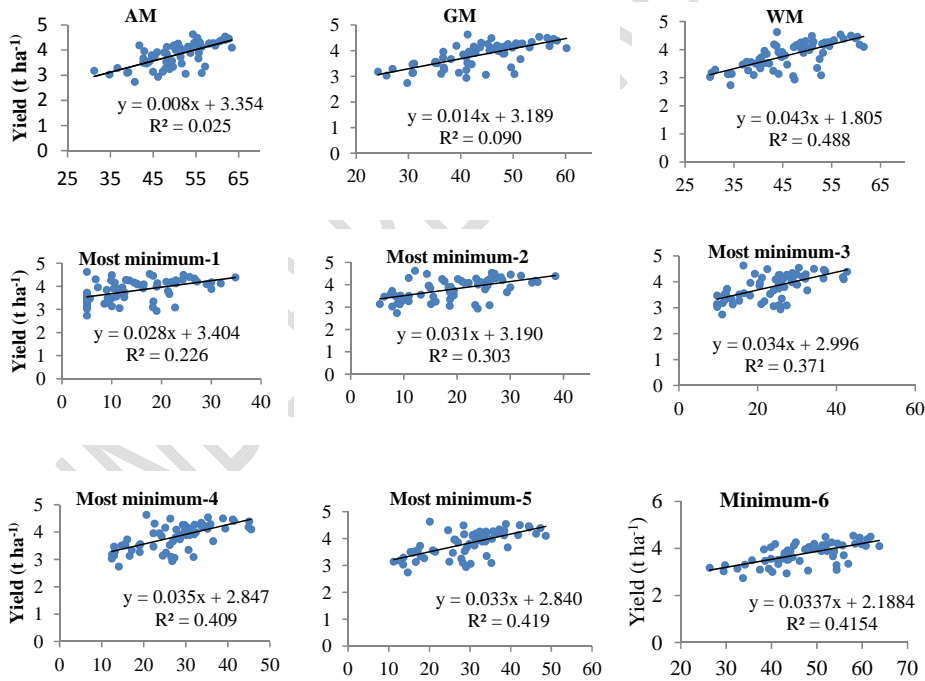 AM
5
4
3
2
1
0
Yield (t ha⁻¹)
y = 0.008x + 3.354
R² = 0.025
25 35 45 55 65
GM
5
4
3
2
1
0
y = 0.014x + 3.189
R² = 0.090
20 30 40 50 60
WM
5
4
3
2
1
0
y = 0.043x + 1.805
R² = 0.488
25 35 45 55 65
Most minimum-1
5
4
3
2
1
0
Yield (t ha⁻¹)
y = 0.028x + 3.404
R² = 0.226
0 10 20 30 40
Most minimum-2
5
4
3
2
1
0
y = 0.031x + 3.190
R² = 0.303
0 10 20 30 40
Most minimum-3
5
4
3
2
1
0
y = 0.034x + 2.996
R² = 0.371
0 20 40 60
Most minimum-4
5
4
3
2
1
0
Yield (t ha⁻¹)
y = 0.035x + 2.847
R² = 0.409
0 10 20 30 40 50
Most minimum-5
5
4
3
2
1
0
y = 0.033x + 2.840
R² = 0.419
0 10 20 30 40 50 60
Minimum-6
6
4
2
0
Yield (t ha⁻¹)
y = 0.0337x + 2.1884
R² = 0.4154
20 30 40 50 60 70